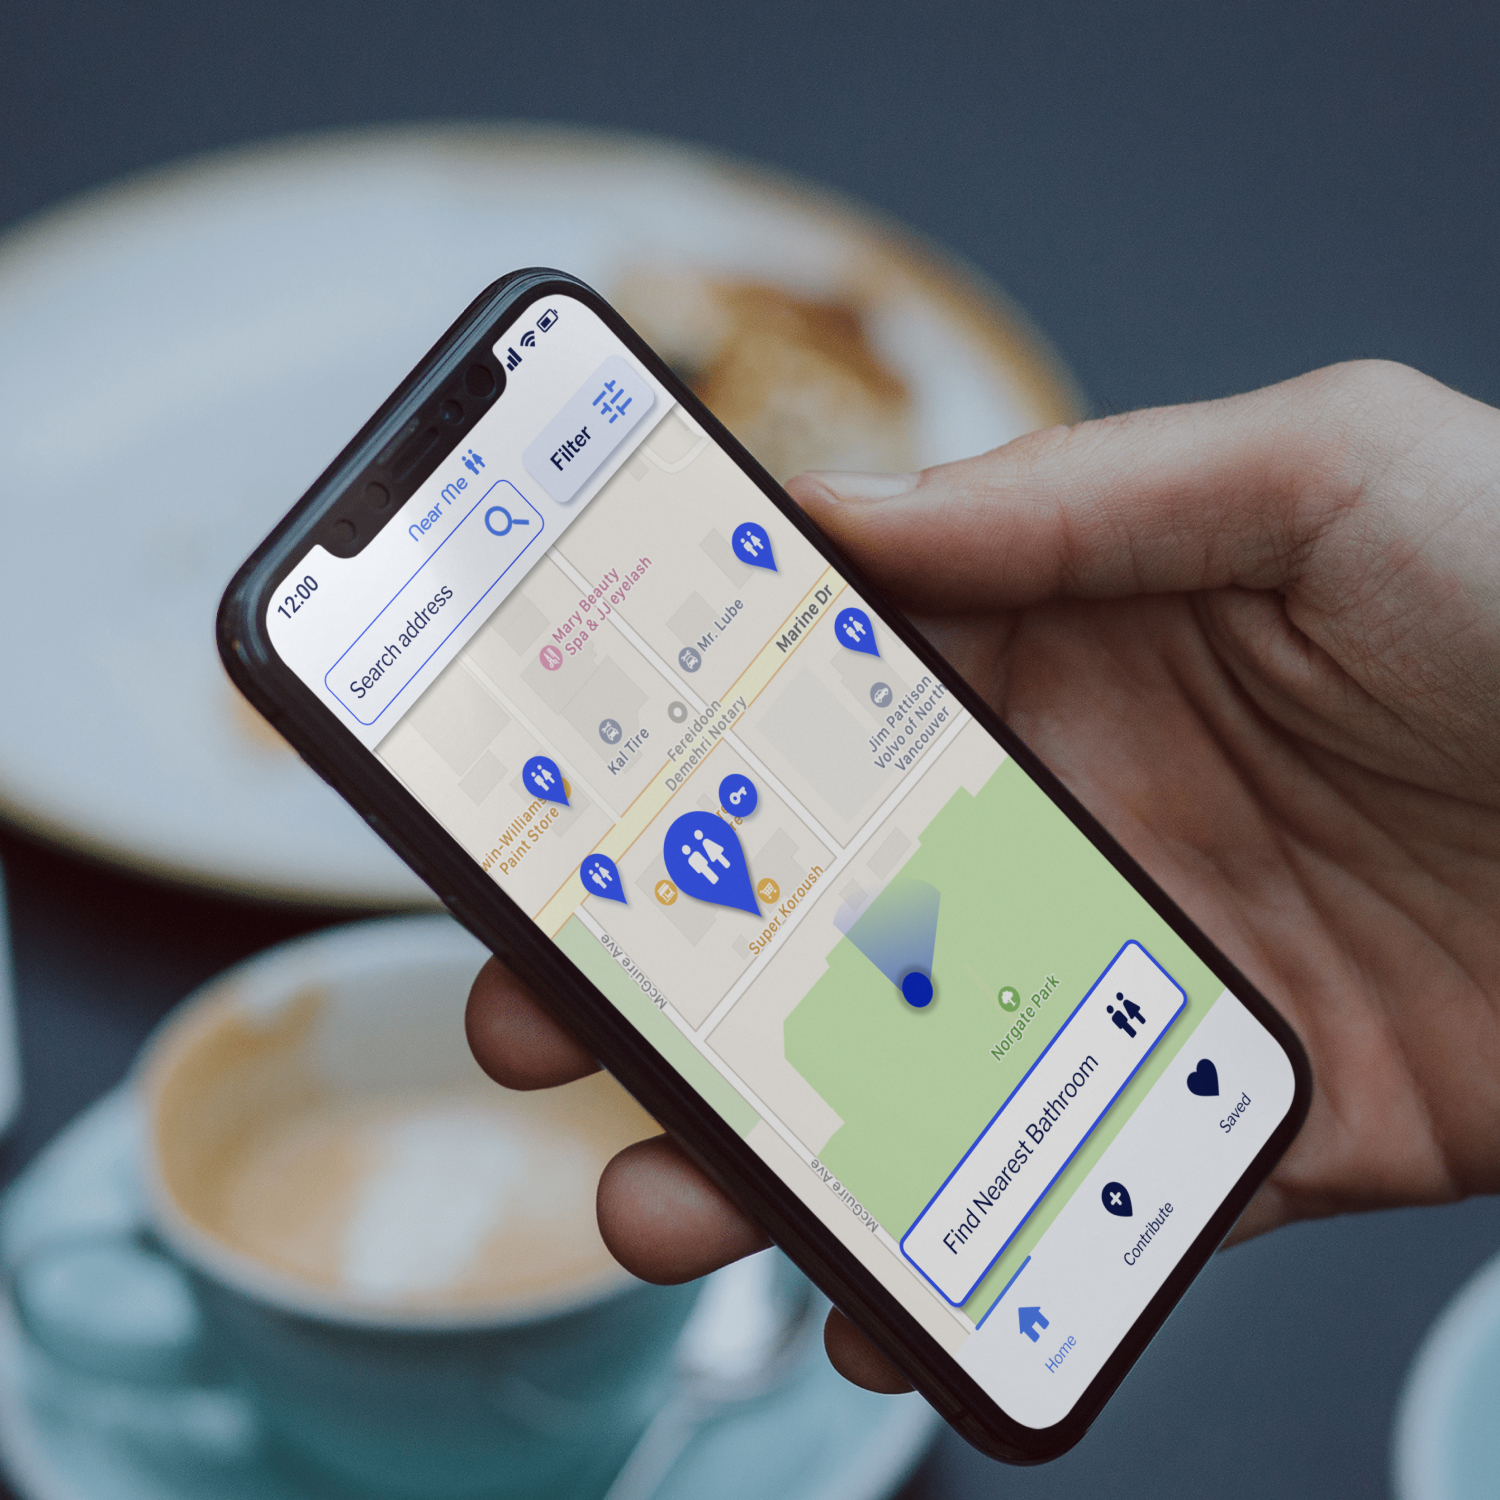 12:00
near me
Search address
Filter
Mary Beauty
Spa & JJ eyelash
Mr. Lube
Marine Dr
Kal Tire
Fereidoon
Demehri Notary
Jim Pattison
Volvo of North
Vancouver
win-Williams
Paint Store
Super Koroush
McGuire Ave
Norgate Park
McGuire Ave
Find Nearest Bathroom
Home
Contribute
Saved